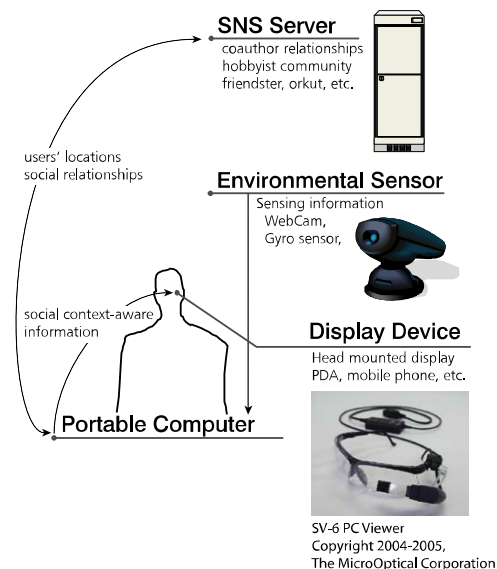 SNS Server
coauthor relationships
hobbyist community
friendster, orkut, etc.
users' locations
social relationships
Environmental Sensor
Sensing information
WebCam,
Gyro sensor,
social context-aware
information
Display Device
Head mounted display
PDA, mobile phone, etc.
Portable Computer
SV-6 PC Viewer
Copyright 2004-2005,
The MicroOptical Corporation